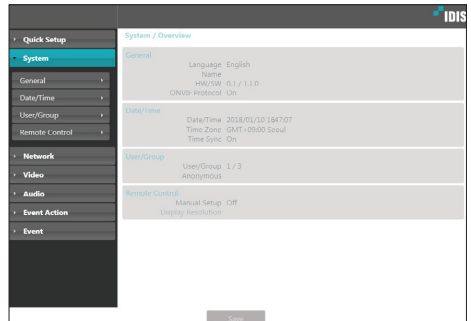 IDIS
Quick Setup
System
General
Date/Time
User/Group
Remote Control
Network
Video
Audio
Event Action
Event
System / Overview
General
Language English
Name
HW/SW 0.1 / 1.1.0
ONVIF Protocol On
Date/Time
Date/Time 2018/01/10 16:47:07
Time Zone GMT+09:00 Seoul
Time Sync On
User/Group
User/Group 1 / 3
Anonymous
Remote Control
Manual Setup Off
Display Resolution
Save